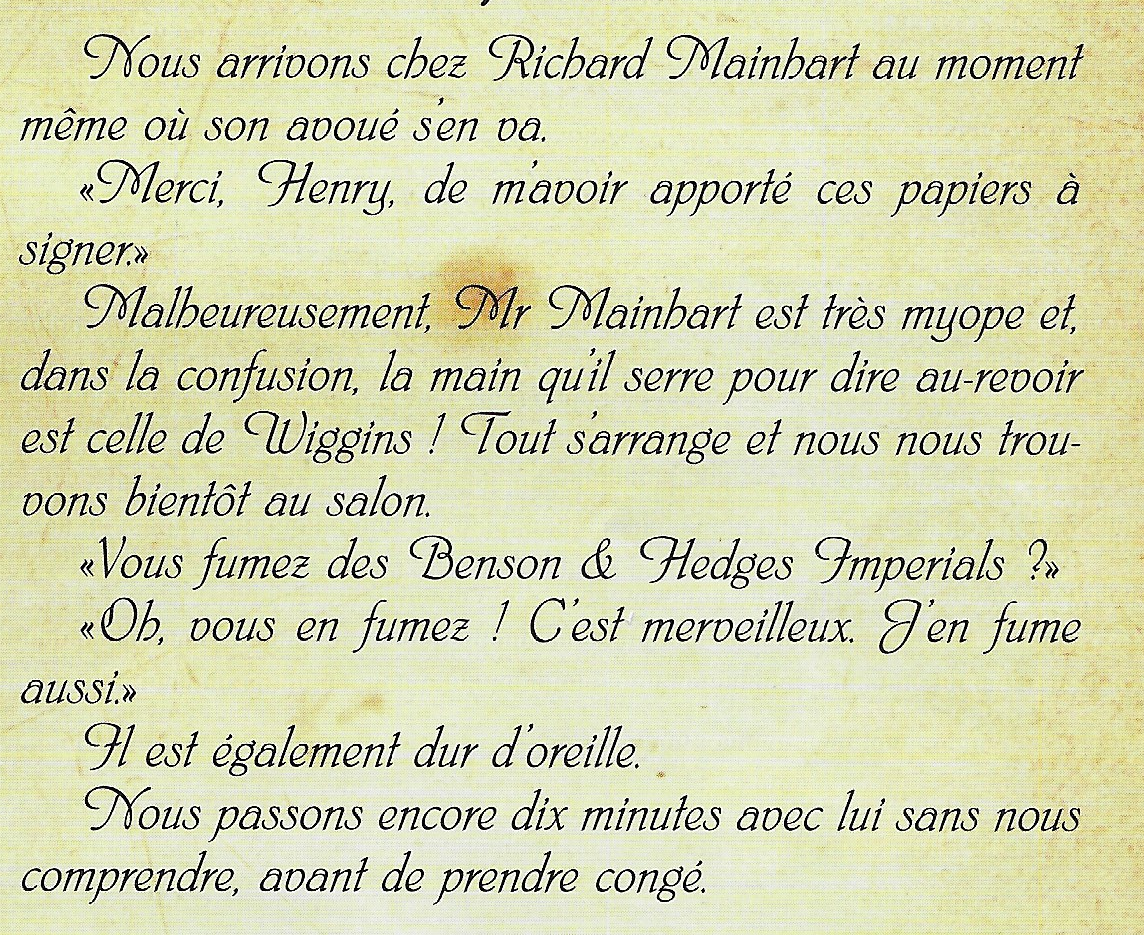 Nous arrivons chez Richard Mainhart au moment
même où son avoué s'en va.
«Merci, Henry, de m'avoir apporté ces papiers à
signer.»
Malheureusement, Mr Mainhart est très myope et,
dans la confusion, la main qu'il serre pour dire au-revoir
est celle de Wiggins ! Tout s'arrange et nous nous trou-
vons bientôt au salon.
«Vous fumez des Benson & Hedges Imperials ?»
«Oh, vous en fumez ! C'est merveilleux. J'en fume
aussi.»
Il est également dur d'oreille.
Nous passons encore dix minutes avec lui sans nous
comprendre, avant de prendre congé.